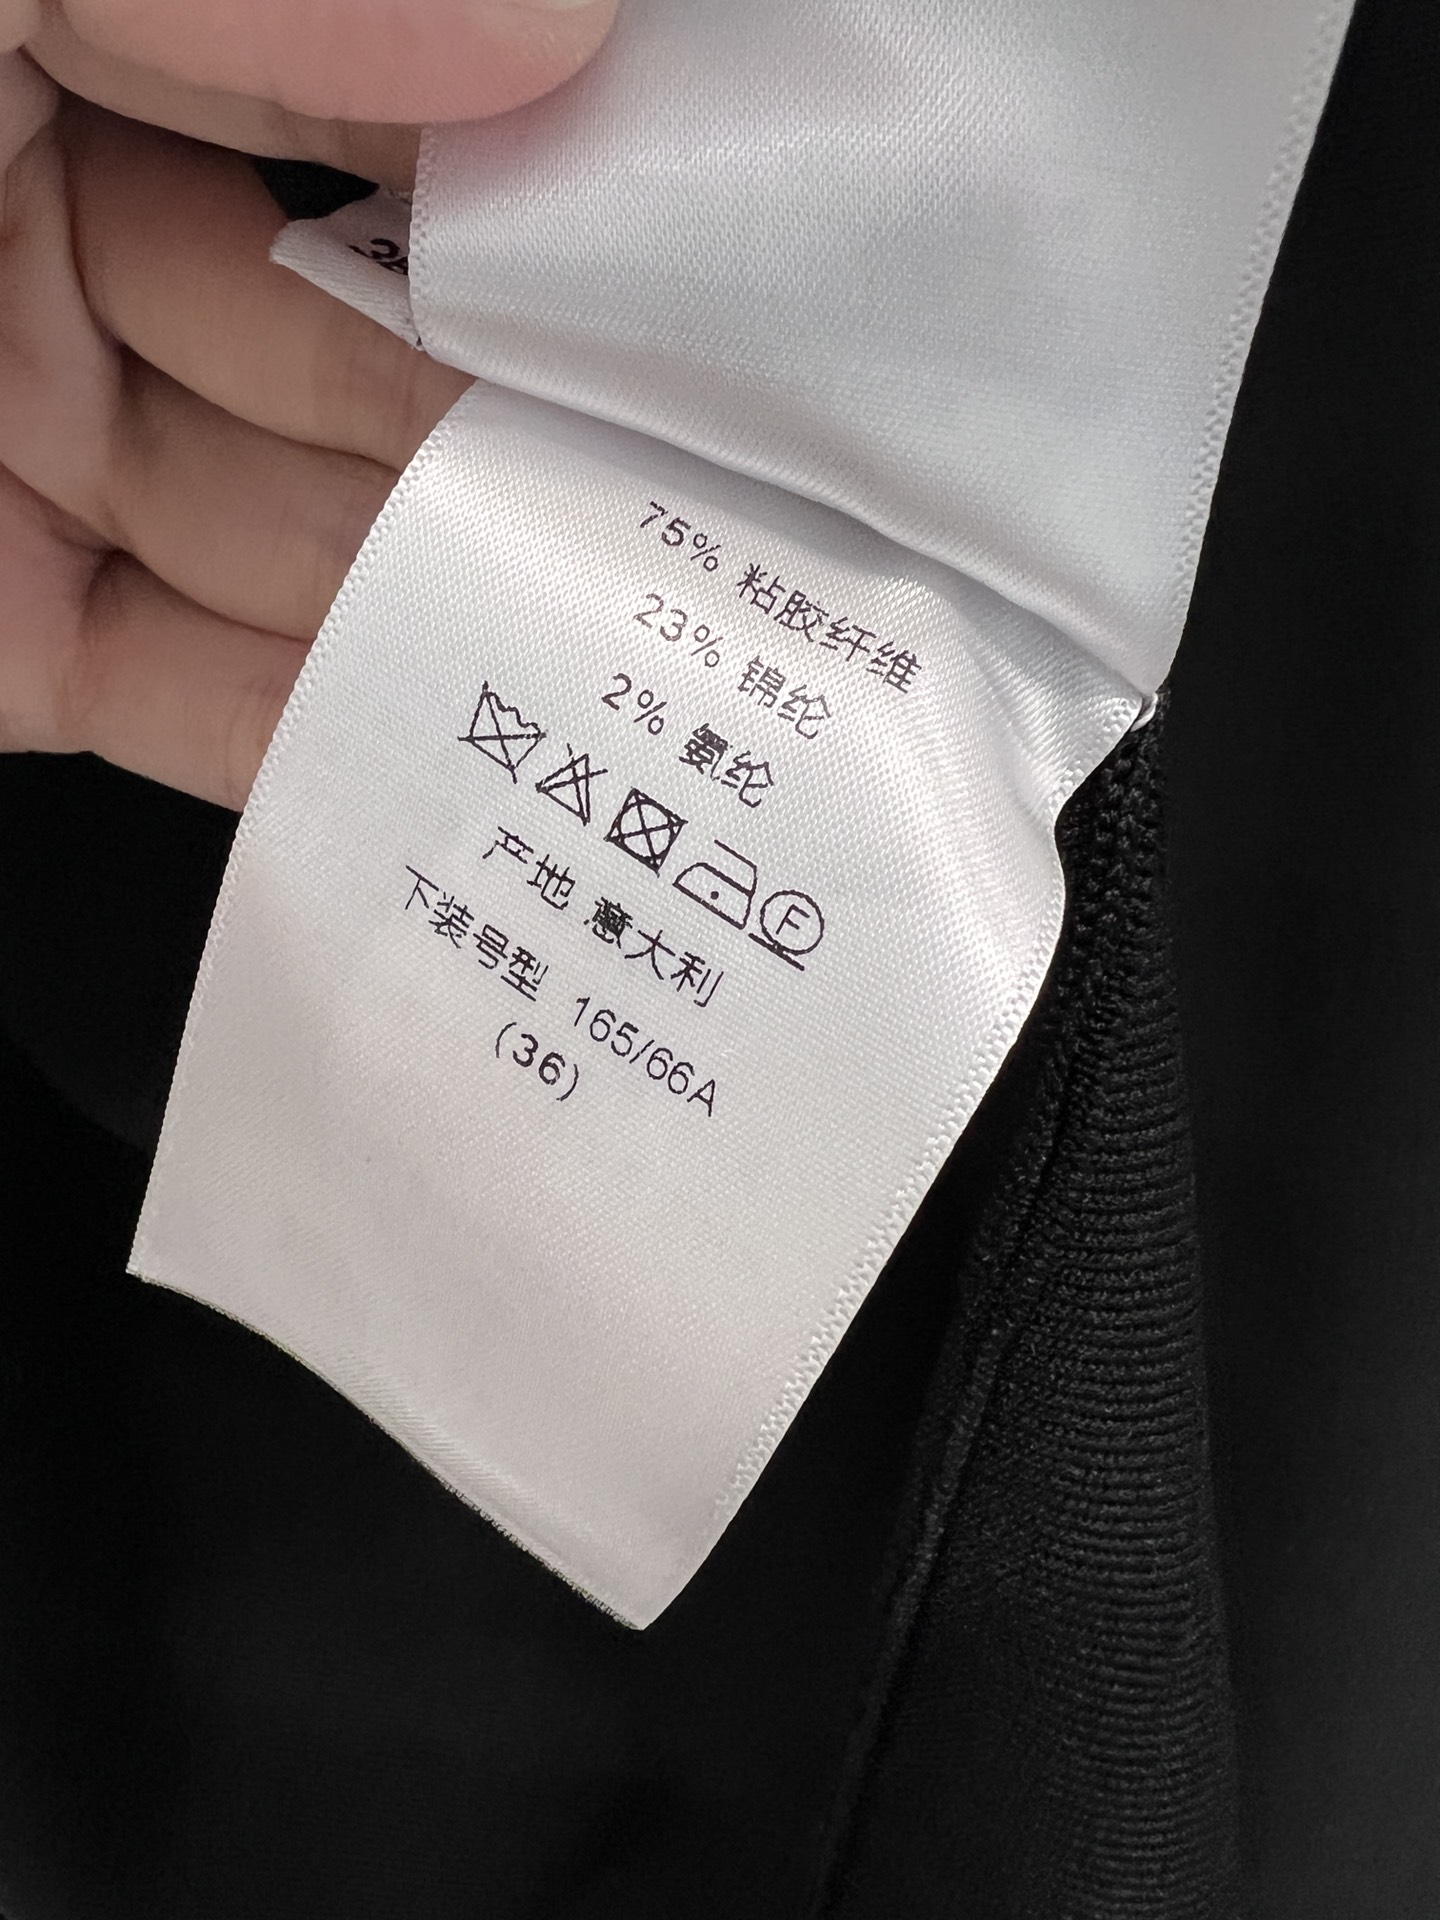 36
75% 粘胶纤维
23% 锦纶
2% 氨纶
F
产地 意大利
下装号型 165/66A
(36)